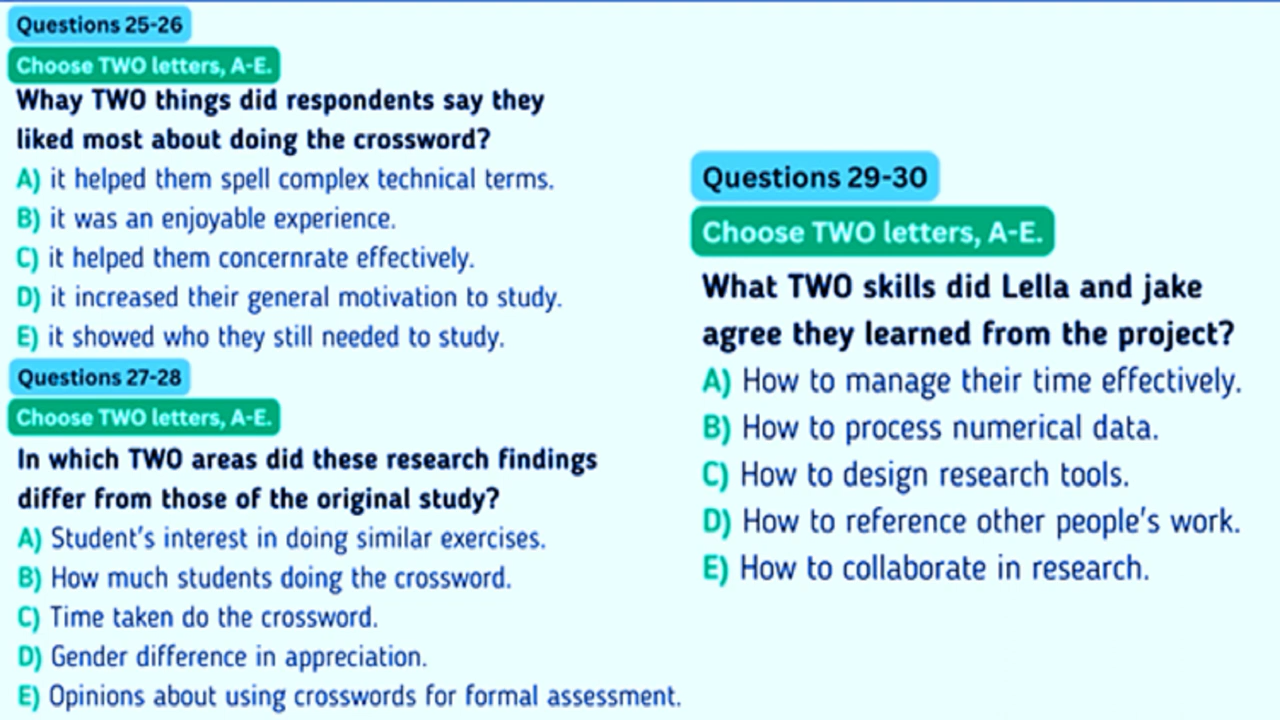 Questions 25-26
Choose TWO letters, A-E.
Whay TWO things did respondents say they
liked most about doing the crossword?
A) it helped them spell complex technical terms.
B) it was an enjoyable experience.
C) it helped them concernrate effectively.
D) it increased their general motivation to study.
E) it showed who they still needed to study.
Questions 27-28
Choose TWO letters, A-E.
In which TWO areas did these research findings
differ from those of the original study?
A) Student's interest in doing similar exercises.
B) How much students doing the crossword.
C) Time taken do the crossword.
D) Gender difference in appreciation.
E) Opinions about using crosswords for formal assessment.
Questions 29-30
Choose TWO letters, A-E.
What TWO skills did Lella and jake
agree they learned from the project?
A) How to manage their time effectively.
B) How to process numerical data.
C) How to design research tools.
D) How to reference other people's work.
E) How to collaborate in research.